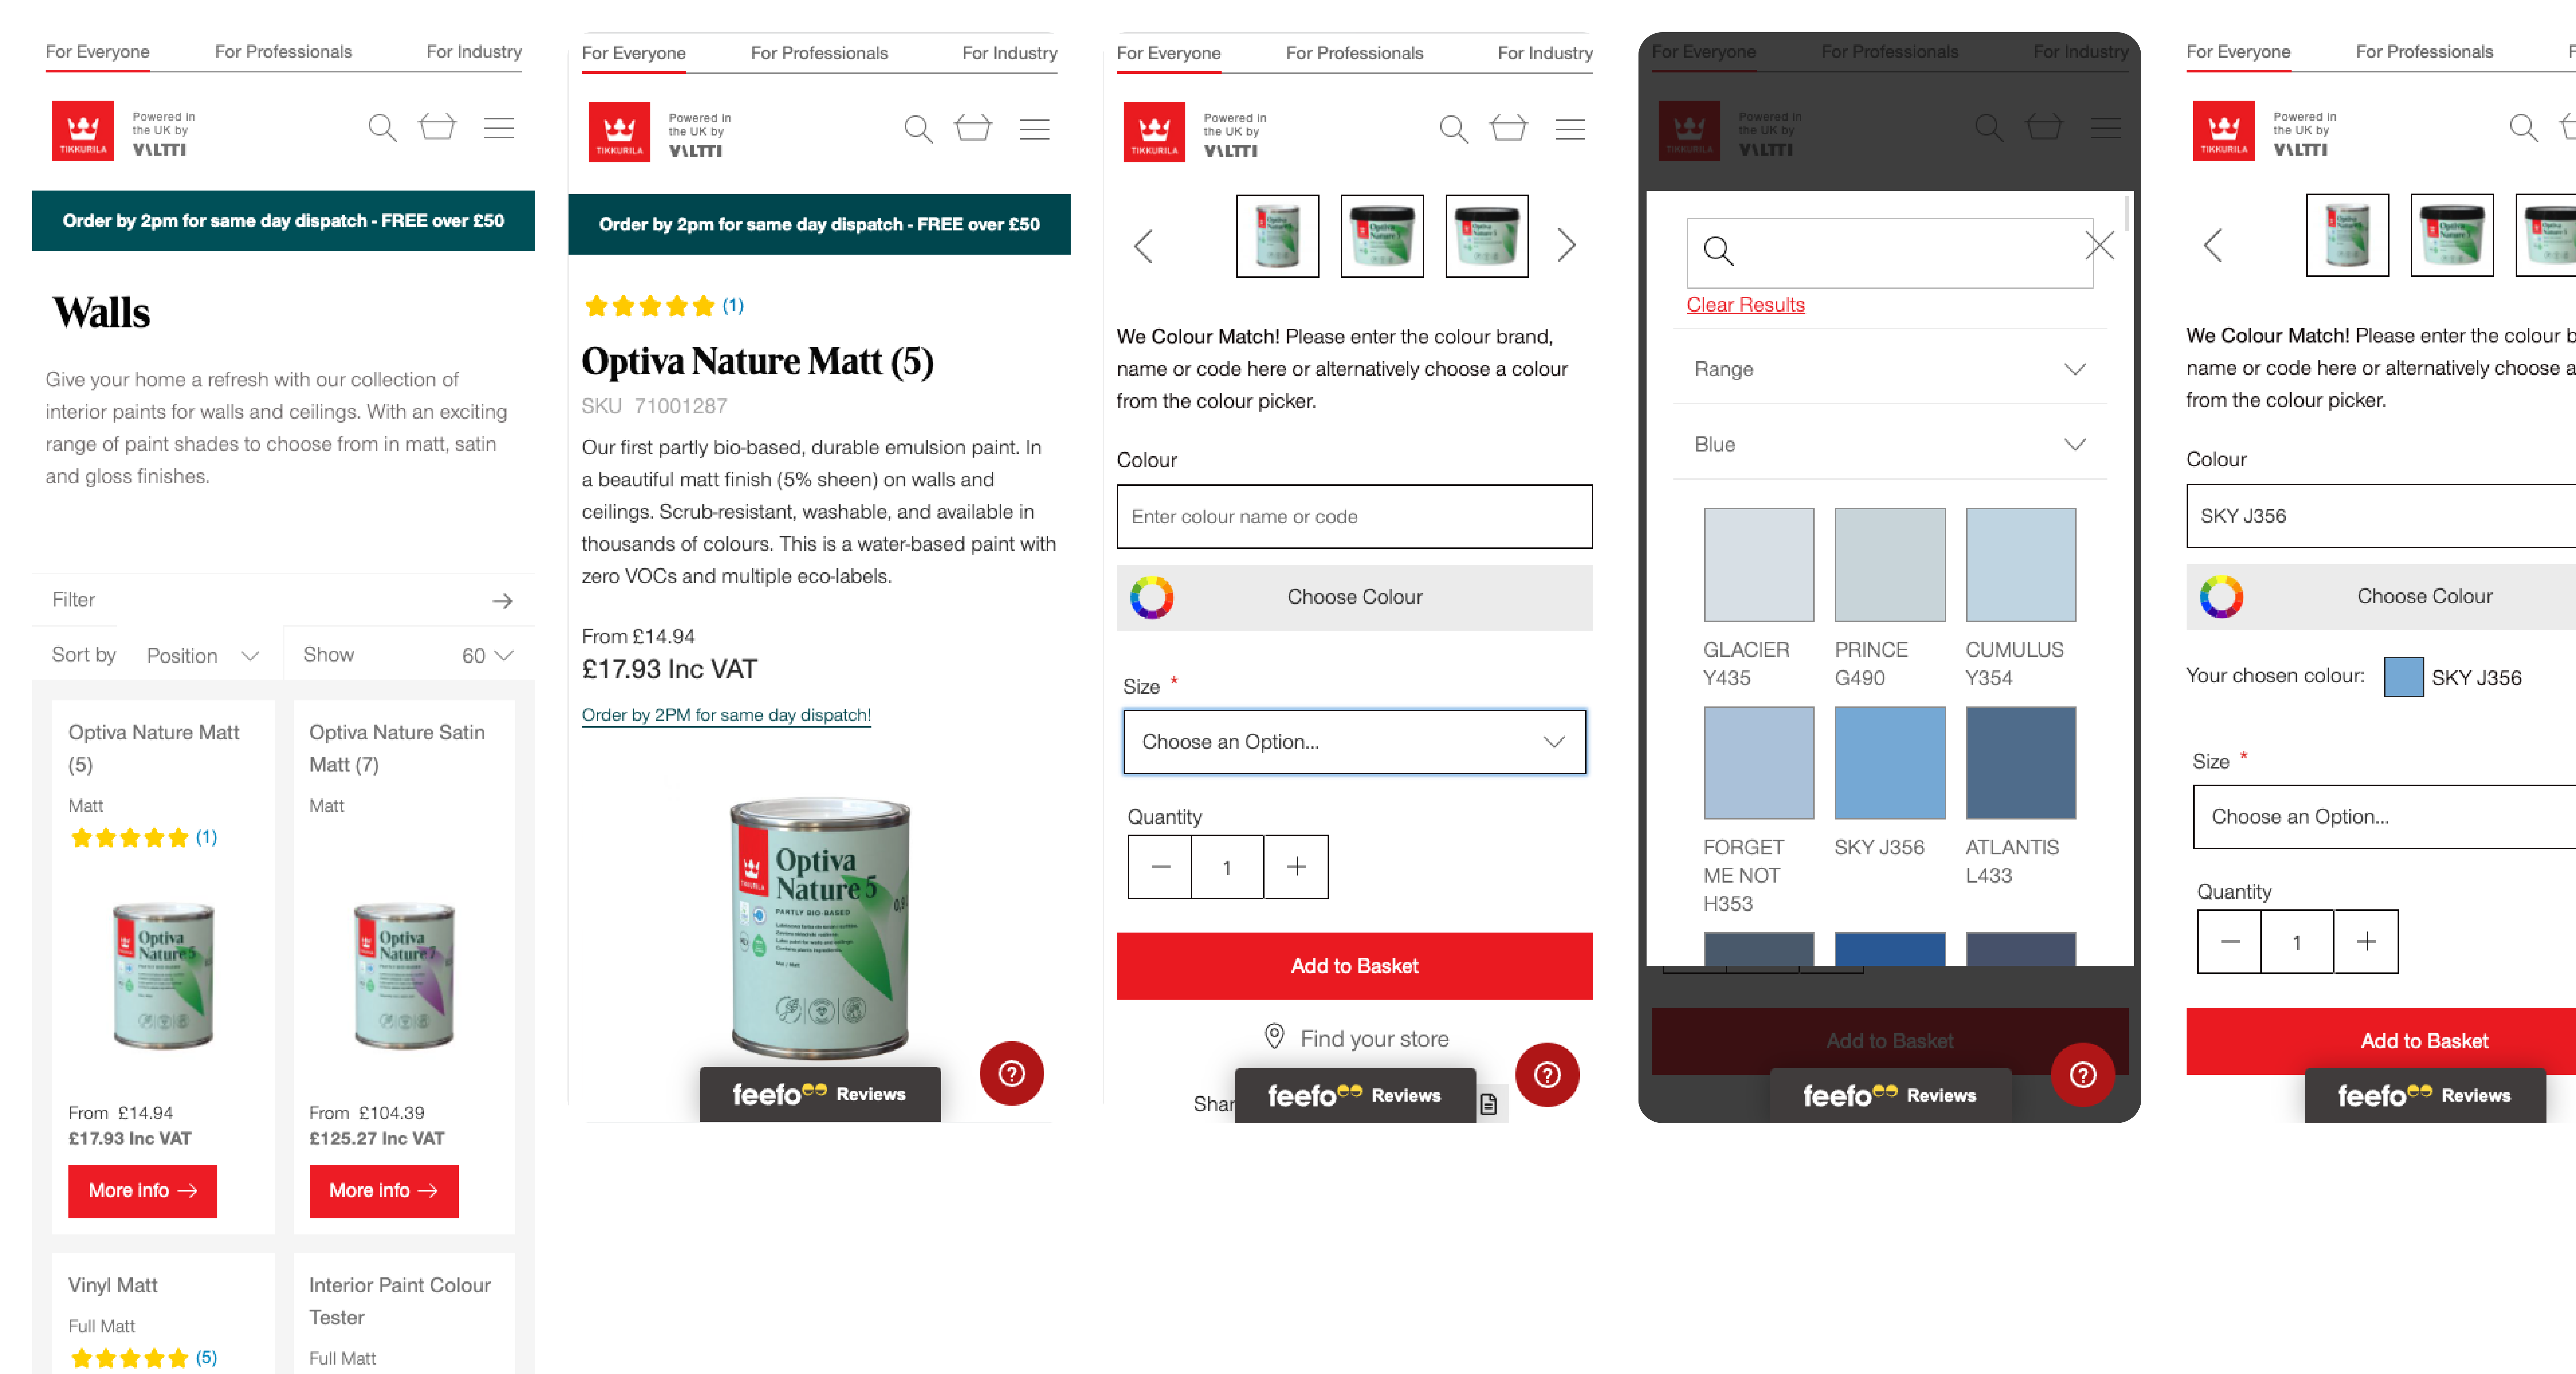 For Everyone For Professionals For Industry
TIKKURILA
Powered in
the UK by
VALTTI
Order by 2pm for same day dispatch - FREE over £50
Walls
Give your home a refresh with our collection of
interior paints for walls and ceilings. With an exciting
range of paint shades to choose from in matt, satin
and gloss finishes.
Filter
Sort by Position Show 60
Optiva Nature Matt
(5)
Matt
(1)
Optiva
Nature 5
From £14.94
£17.93 Inc VAT
More info
Optiva Nature Satin
Matt (7)
Matt
Optiva
Nature 7
From £104.39
£125.27 Inc VAT
More info
Vinyl Matt
Full Matt
(5)
Interior Paint Colour
Tester
Full Matt
For Everyone For Professionals For Industry
TIKKURILA
Powered in
the UK by
VALTTI
Order by 2pm for same day dispatch - FREE over £50
(1)
Optiva Nature Matt (5)
SKU 71001287
Our first partly bio-based, durable emulsion paint. In
a beautiful matt finish (5% sheen) on walls and
ceilings. Scrub-resistant, washable, and available in
thousands of colours. This is a water-based paint with
zero VOCs and multiple eco-labels.
From £14.94
£17.93 Inc VAT
Order by 2PM for same day dispatch!
TIKKURILA
Optiva
Nature 5
PARTLY BIO-BASED
feefo Reviews
For Everyone For Professionals For Industry
TIKKURILA
Powered in
the UK by
VALTTI
We Colour Match! Please enter the colour brand,
name or code here or alternatively choose a colour
from the colour picker.
Colour
Enter colour name or code
Choose Colour
Size *
Choose an Option...
Quantity
1
Add to Basket
Find your store
Shar
feefo Reviews
For Everyone For Professionals For Industry
TIKKURILA
Powered in
the UK by
VALTTI
Clear Results
Range
Blue
GLACIER
Y435
PRINCE
G490
CUMULUS
Y354
FORGET
ME NOT
H353
SKY J356
ATLANTIS
L433
Add to Basket
feefo Reviews
For Everyone For Professionals F
TIKKURILA
Powered in
the UK by
VALTTI
We Colour Match! Please enter the colour b
name or code here or alternatively choose a
from the colour picker.
Colour
SKY J356
Choose Colour
Your chosen colour: SKY J356
Size *
Choose an Option...
Quantity
1
Add to Basket
feefo Reviews